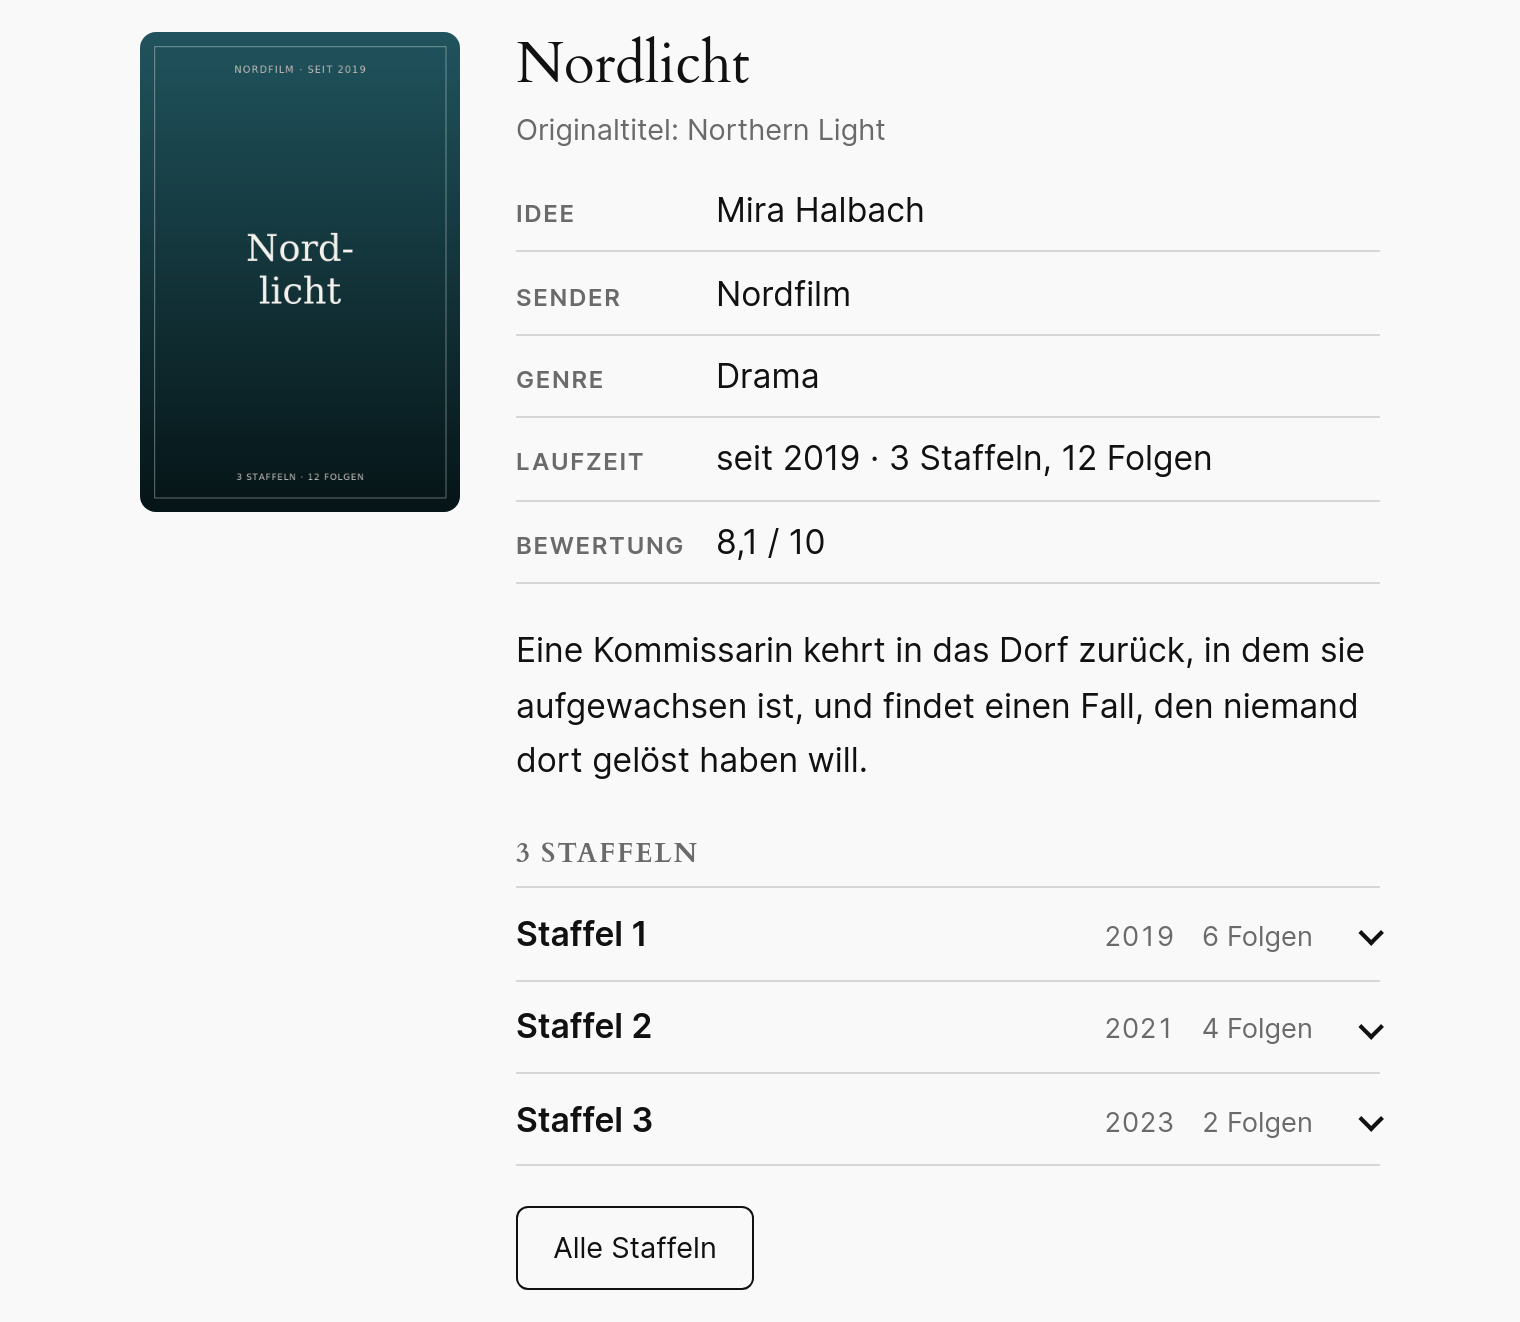 NORDFILM · SEIT 2019
Nord-
licht
3 STAFFELN · 12 FOLGEN
Nordlicht
Originaltitel: Northern Light
IDEE Mira Halbach
SENDER Nordfilm
GENRE Drama
LAUFZEIT seit 2019 · 3 Staffeln, 12 Folgen
BEWERTUNG 8,1 / 10
Eine Kommissarin kehrt in das Dorf zurück, in dem sie
aufgewachsen ist, und findet einen Fall, den niemand
dort gelöst haben will.
3 STAFFELN
Staffel 1 2019 6 Folgen
Staffel 2 2021 4 Folgen
Staffel 3 2023 2 Folgen
Alle Staffeln